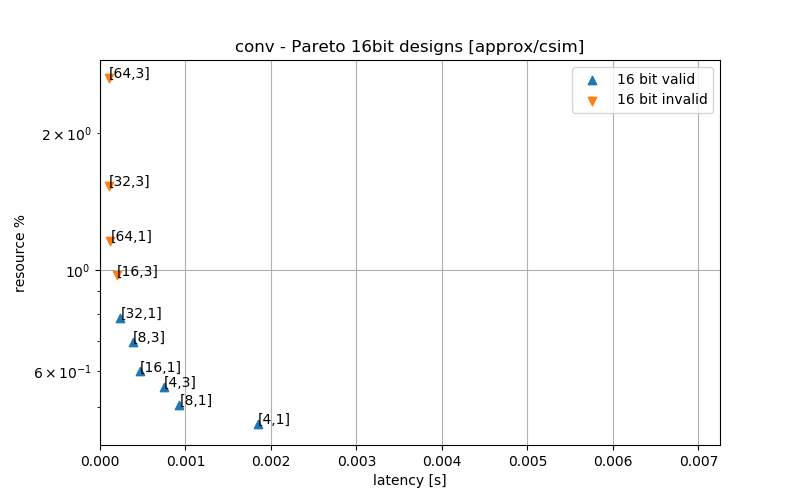 conv - Pareto 16bit designs [approx/csim]
16 bit valid
16 bit invalid
[64,3]
[32,3]
[64,1]
[16,3]
[32,1]
[8,3]
[16,1]
[4,3]
[8,1]
[4,1]
2 × 10⁰
10⁰
6 × 10⁻¹
resource %
0.000 0.001 0.002 0.003 0.004 0.005 0.006 0.007
latency [s]